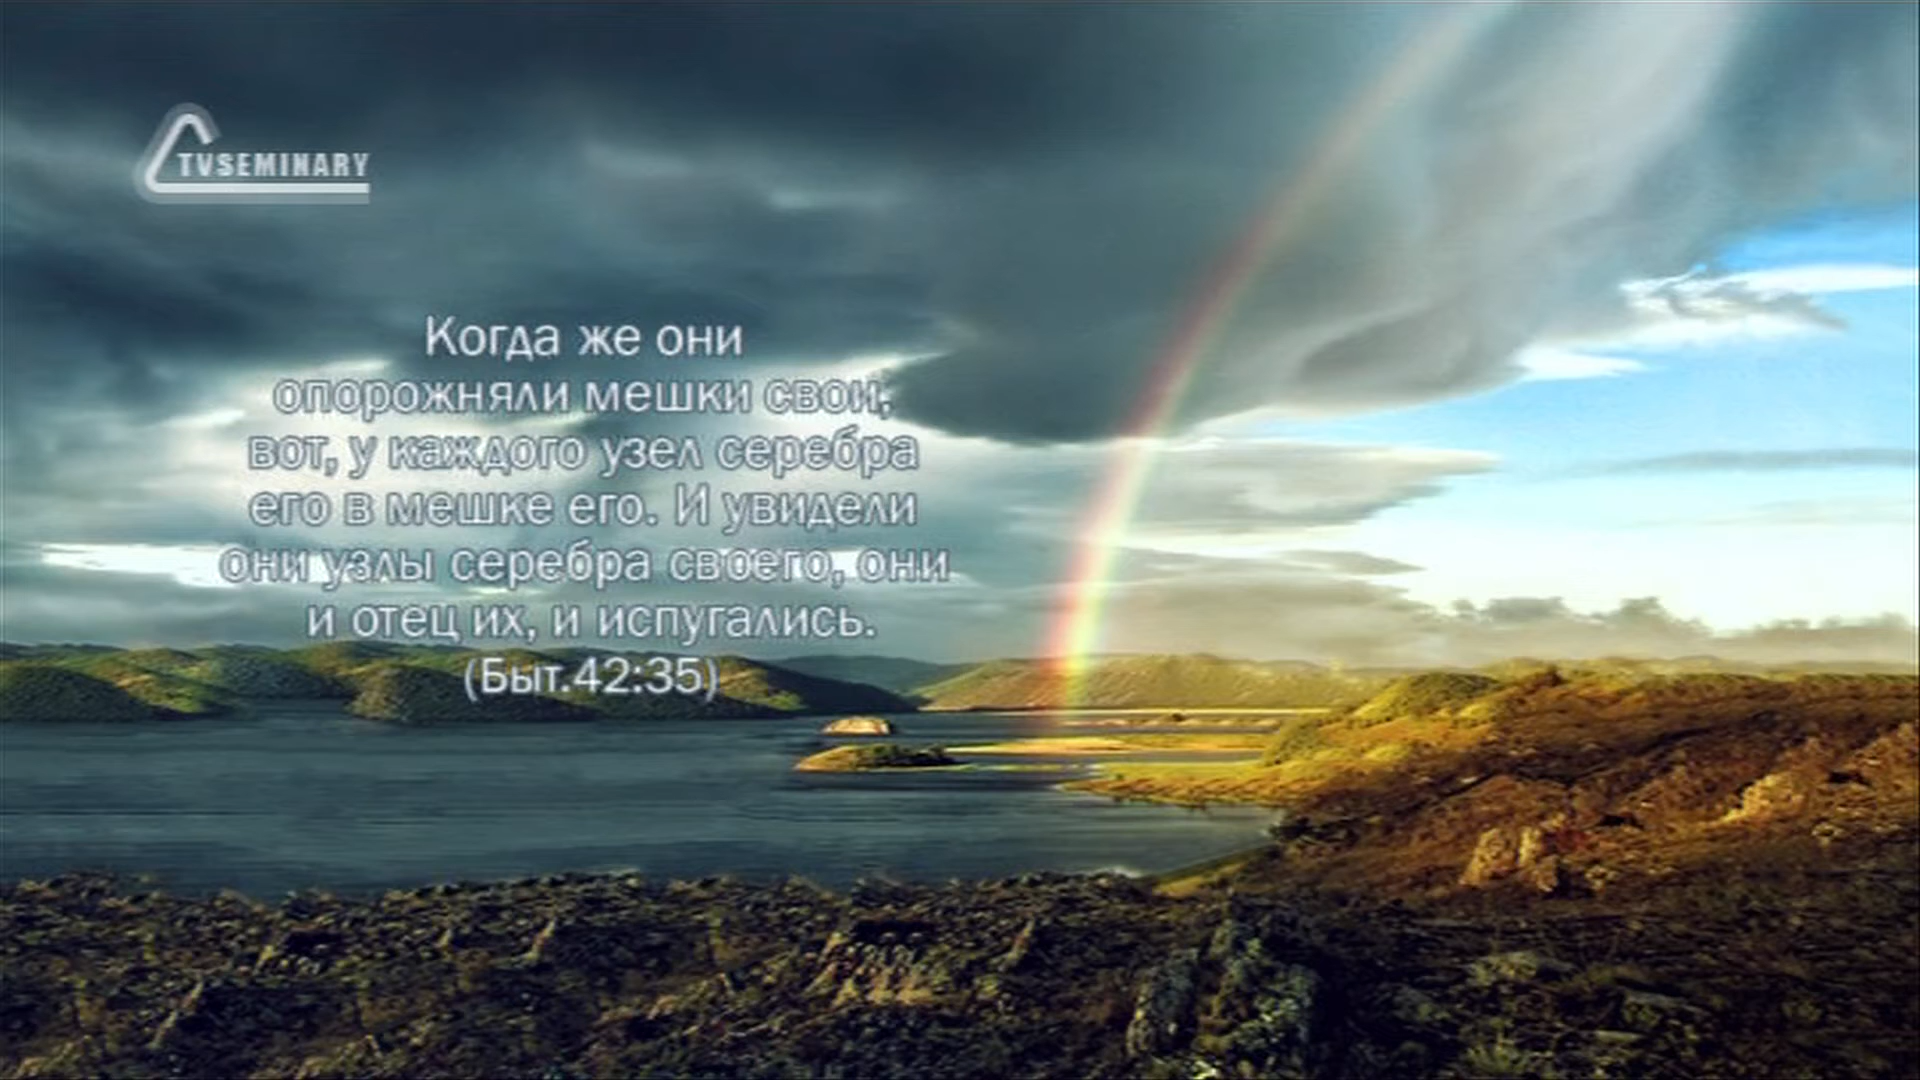 TVSEMINARY
Когда же они
опорожняли мешки свои,
вот, у каждого узел серебра
его в мешке его. И увидели
они узлы серебра своего, они
и отец их, и испугались.
(Быт.42:35)